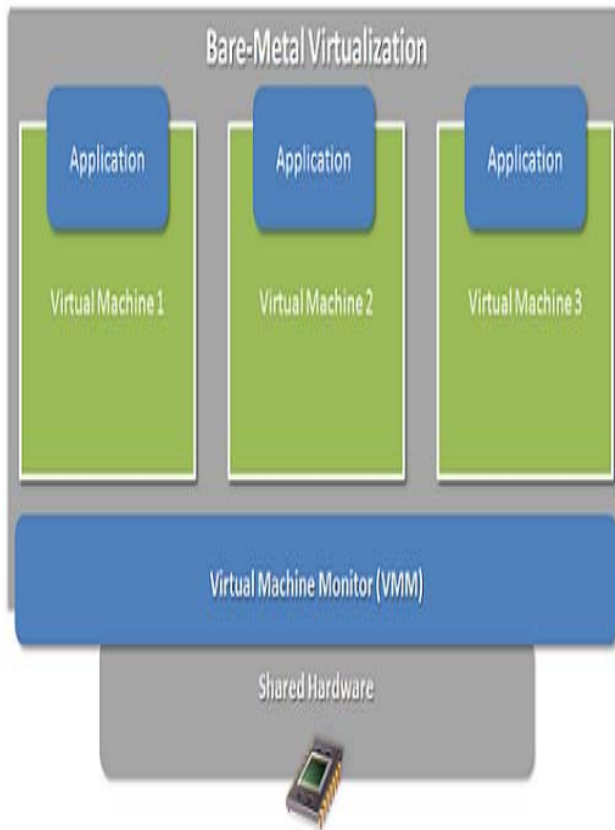 Bare-Metal Virtualization
Application
Application
Application
Virtual Machine 1
Virtual Machine 2
Virtual Machine 3
Virtual Machine Monitor (VMM)
Shared Hardware